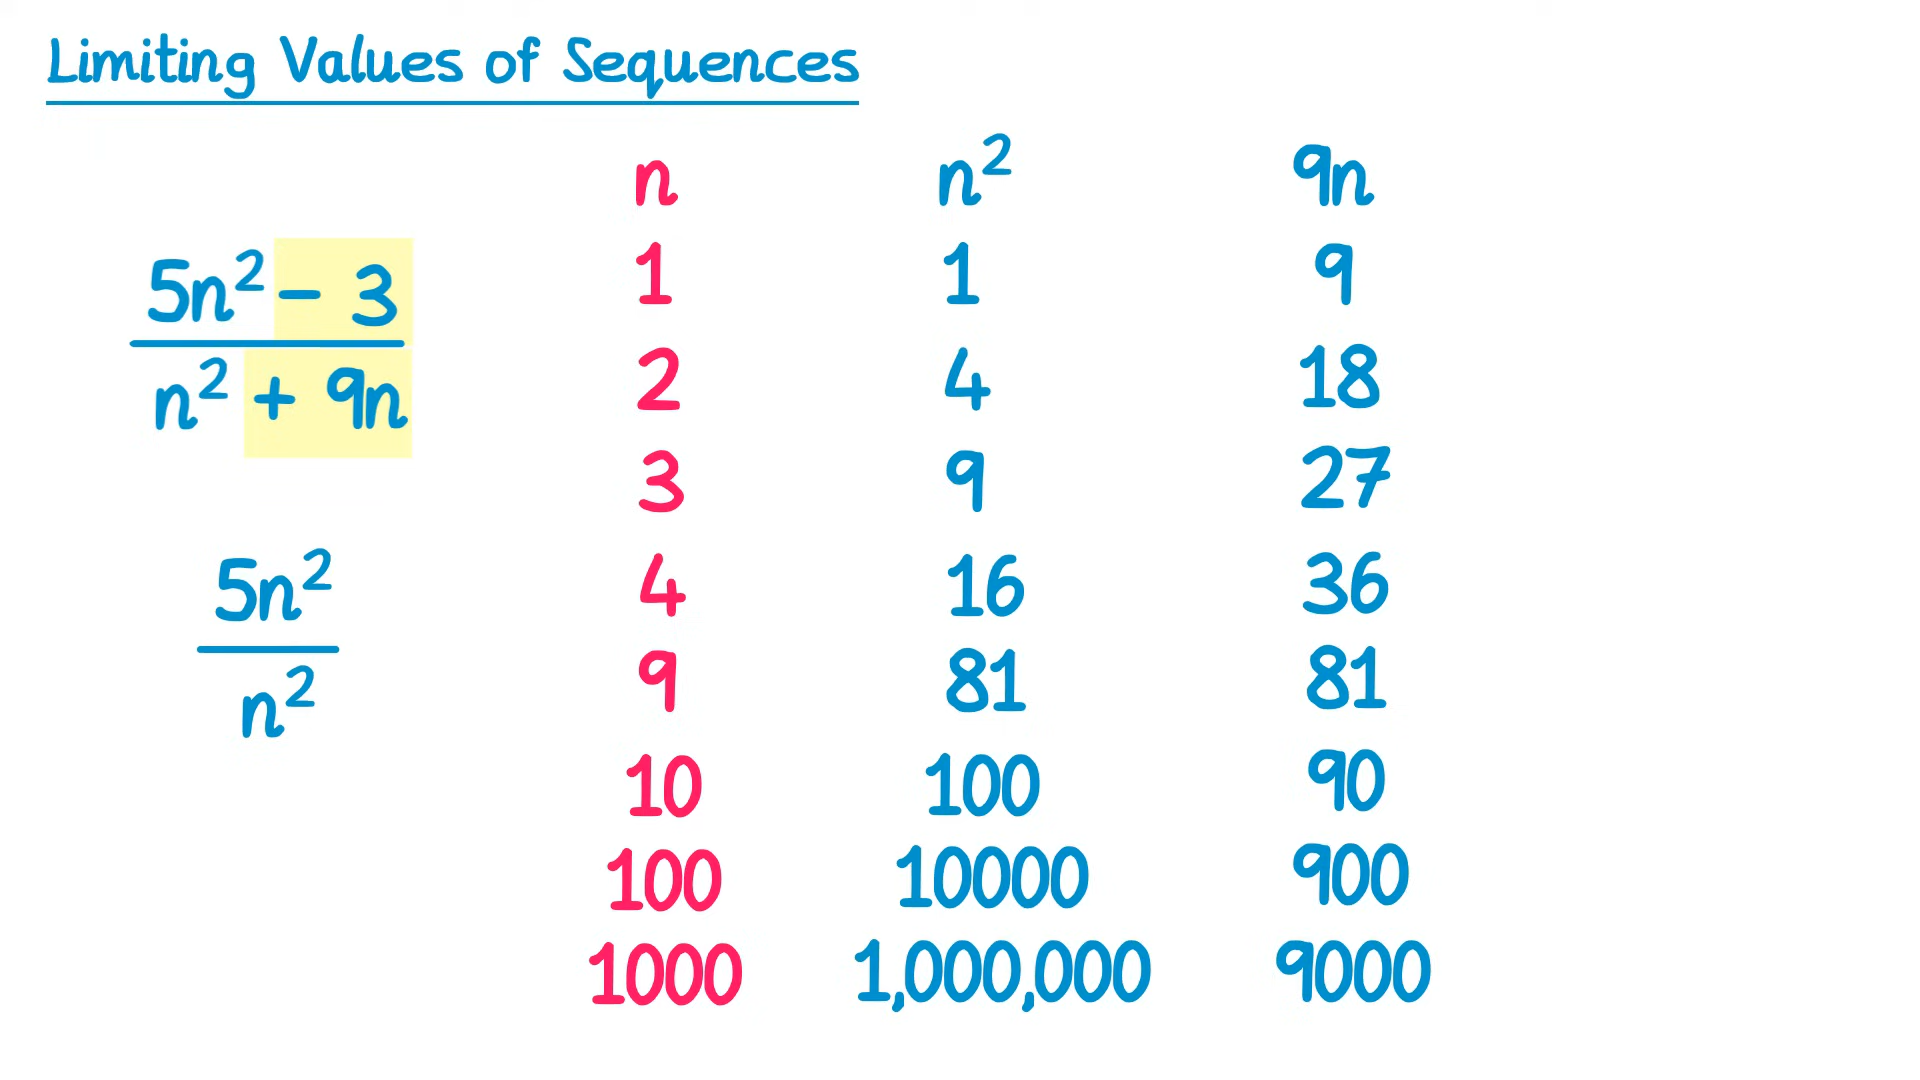 Limiting Values of Sequences
n n² 9n
5n² − 3
n² + 9n
5n²
n²
1 1 9
2 4 18
3 9 27
4 16 36
9 81 81
10 100 90
100 10000 900
1000 1,000,000 9000